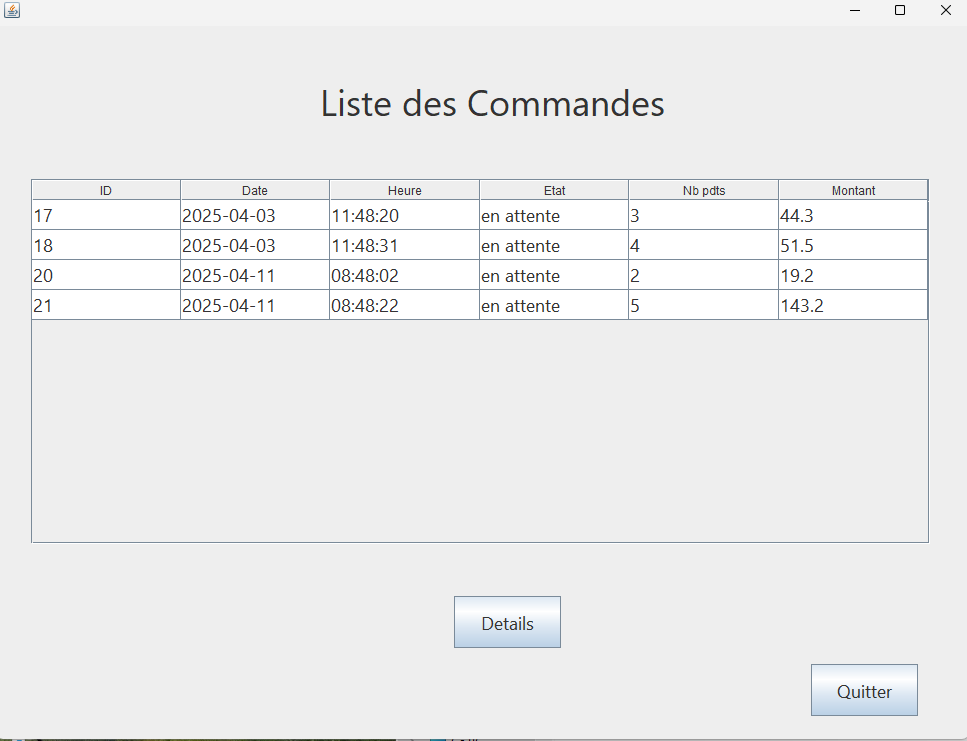 Liste des Commandes
ID Date Heure Etat Nb pdts Montant
17 2025-04-03 11:48:20 en attente 3 44.3
18 2025-04-03 11:48:31 en attente 4 51.5
20 2025-04-11 08:48:02 en attente 2 19.2
21 2025-04-11 08:48:22 en attente 5 143.2
Details
Quitter